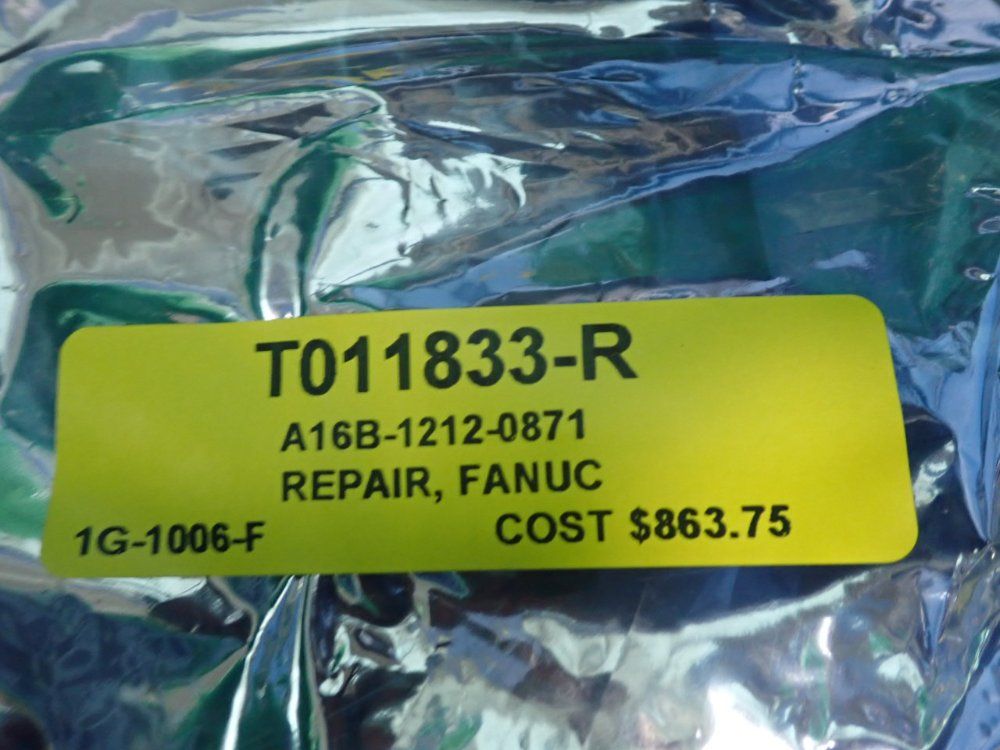 T011833-R
A16B-1212-0871
REPAIR, FANUC
1G-1006-F COST $863.75